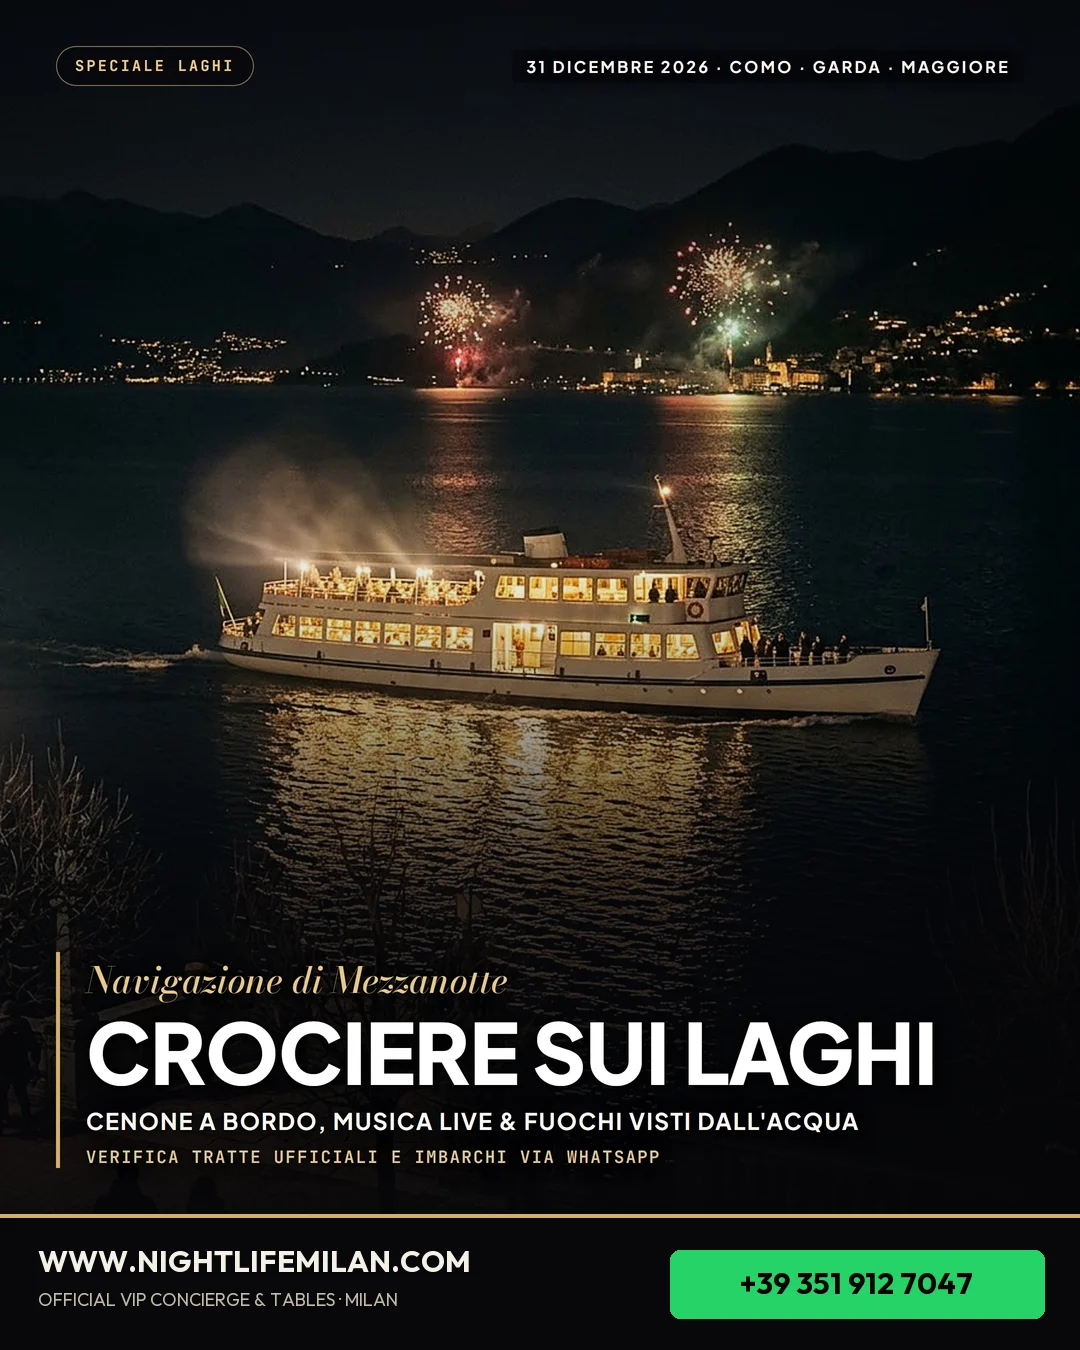 SPECIALE LAGHI
31 DICEMBRE 2026 · COMO · GARDA · MAGGIORE
Navigazione di Mezzanotte
CROCIERE SUI LAGHI
CENONE A BORDO, MUSICA LIVE & FUOCHI VISTI DALL'ACQUA
VERIFICA TRATTE UFFICIALI E IMBARCHI VIA WHATSAPP
WWW.NIGHTLIFEMILAN.COM
OFFICIAL VIP CONCIERGE & TABLES · MILAN
+39 351 912 7047